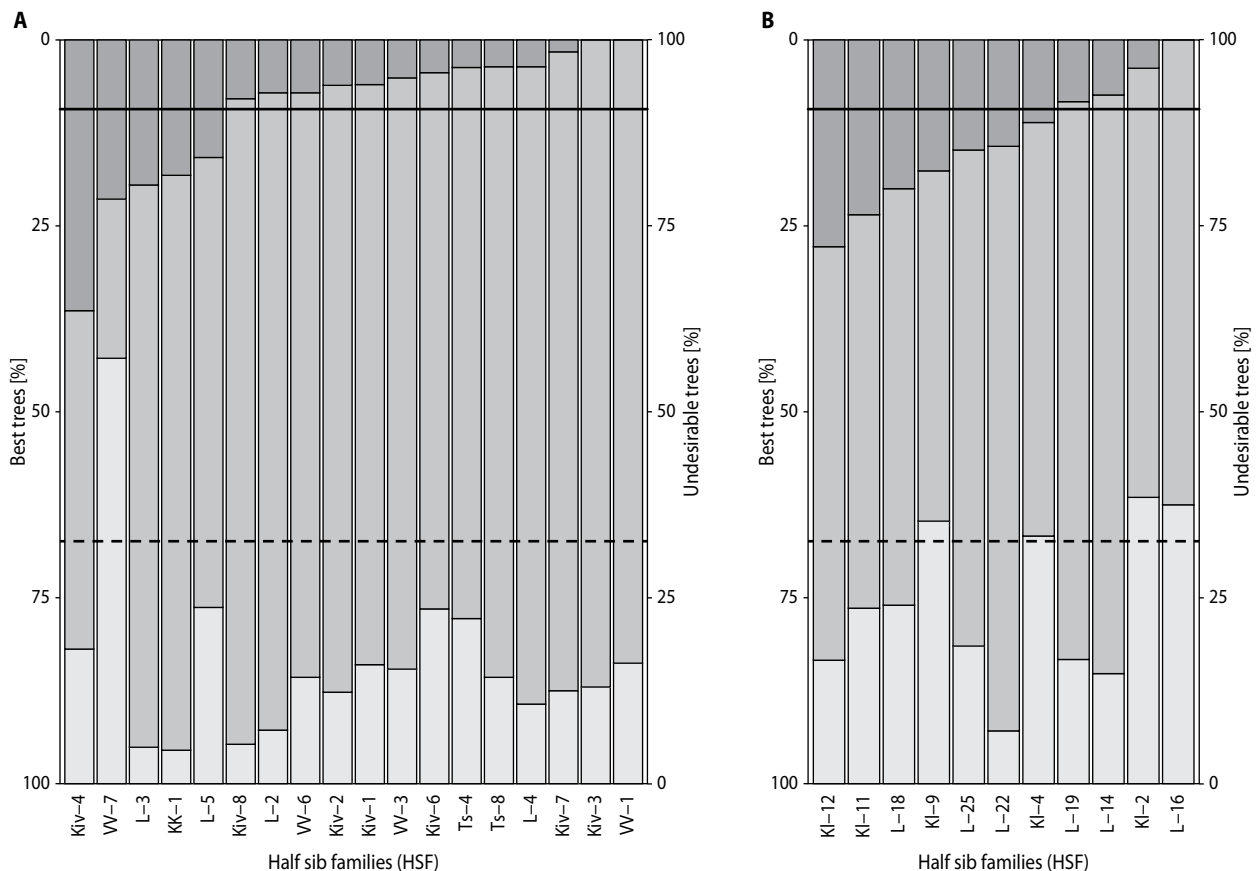 A
0
25
50
75
100
Best trees [%]
100
75
50
25
0
Undesirable trees [%]
Kiv–4
VV–7
L–3
KK–1
L–5
Kiv–8
L–2
VV–6
Kiv–2
Kiv–1
VV–3
Kiv–6
Ts–4
Ts–8
L–4
Kiv–7
Kiv–3
VV–1
Half sib families (HSF)
B
0
25
50
75
100
Best trees [%]
100
75
50
25
0
Undesirable trees [%]
Kl–12
Kl–11
L–18
Kl–9
L–25
L–22
Kl–4
L–19
L–14
Kl–2
L–16
Half sib families (HSF)